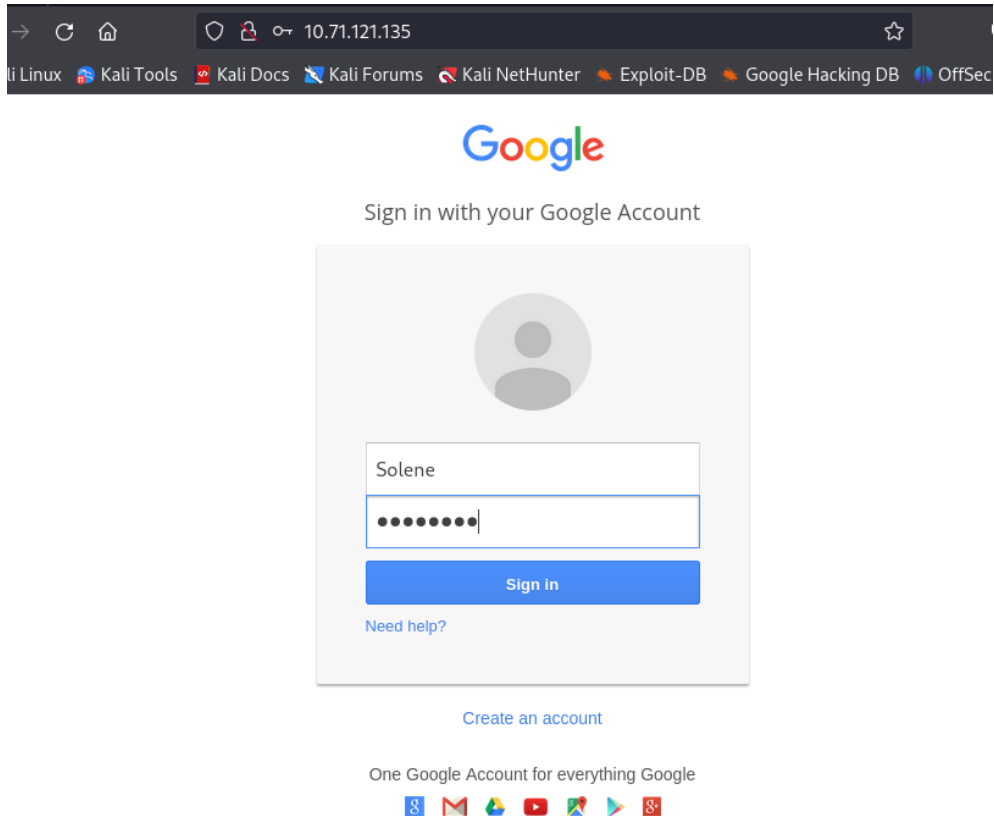 10.71.121.135
li Linux Kali Tools Kali Docs Kali Forums Kali NetHunter Exploit-DB Google Hacking DB OffSec
Google
Sign in with your Google Account
Solene
Sign in
Need help?
Create an account
One Google Account for everything Google